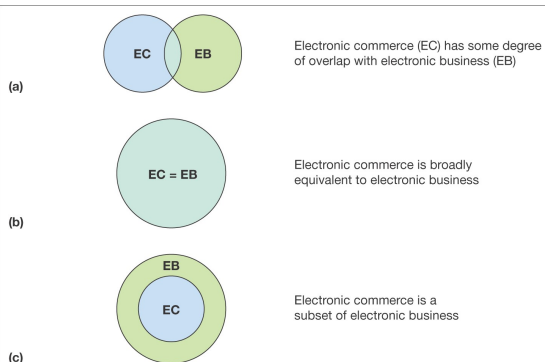 EC EB
Electronic commerce (EC) has some degree
of overlap with electronic business (EB)
(a)
EC = EB
Electronic commerce is broadly
equivalent to electronic business
(b)
EB
EC
Electronic commerce is a
subset of electronic business
(c)